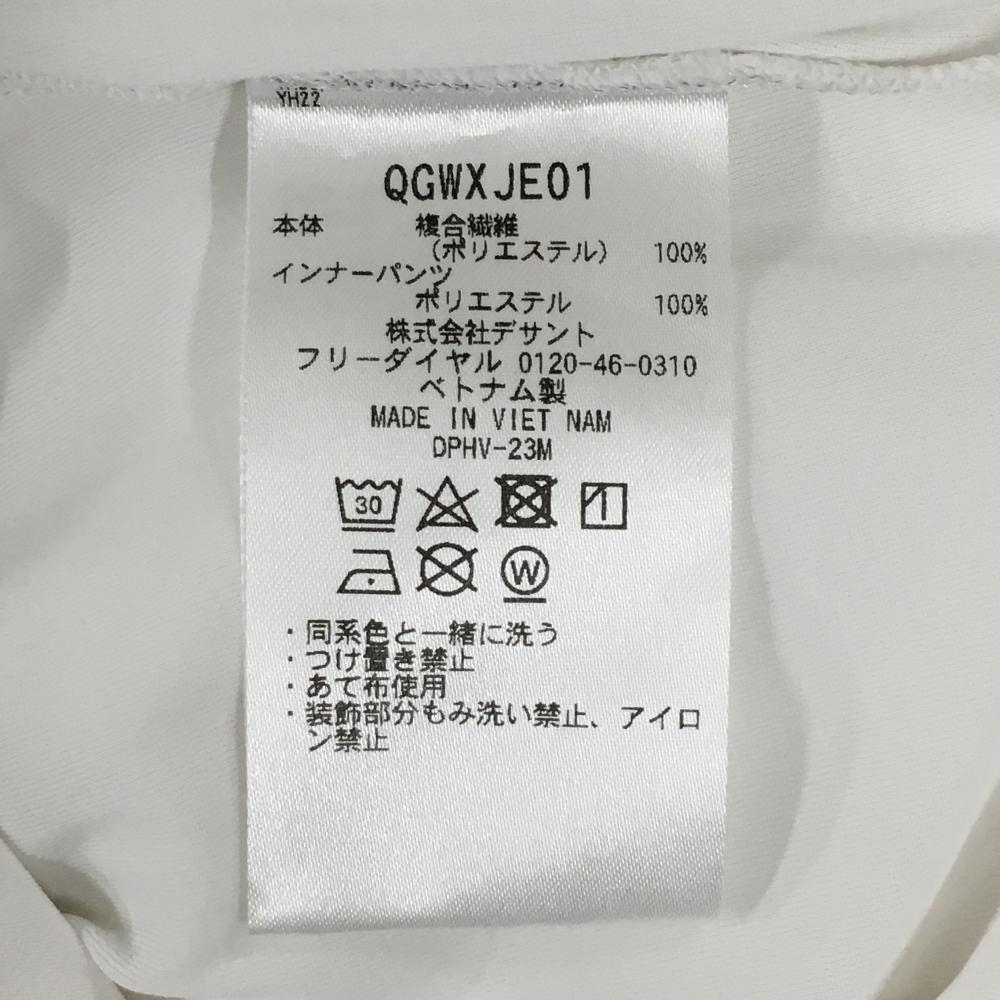 YH22
QGWXJE01
本体 複合繊維
(ポリエステル) 100%
インナーパンツ
ポリエステル 100%
株式会社デサント
フリーダイヤル 0120-46-0310
ベトナム製
MADE IN VIET NAM
DPHV-23M
30
W
・同系色と一緒に洗う
・つけ置き禁止
・あて布使用
・装飾部分もみ洗い禁止、アイロ
ン禁止